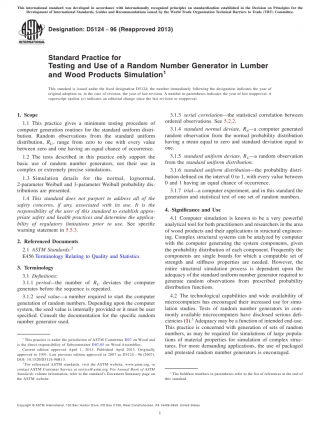 This international standard was developed in accordance with internationally recognized principles on standardization established in the Decision on Principles for the
Development of International Standards, Guides and Recommendations issued by the World Trade Organization Technical Barriers to Trade (TBT) Committee.
Designation: D5124 − 96 (Reapproved 2013)
Standard Practice for
Testing and Use of a Random Number Generator in Lumber
and Wood Products Simulation1
This standard is issued under the fixed designation D5124; the number immediately following the designation indicates the year of
original adoption or, in the case of revision, the year of last revision. A number in parentheses indicates the year of last reapproval. A
superscript epsilon (ε) indicates an editorial change since the last revision or reapproval.
1. Scope
1.1 This practice gives a minimum testing procedure of
computer generation routines for the standard uniform distri-
bution. Random observations from the standard uniform
distribution, RU, range from zero to one with every value
between zero and one having an equal chance of occurrence.
1.2 The tests described in this practice only support the
basic use of random number generators, not their use in
complex or extremely precise simulations.
1.3 Simulation details for the normal, lognormal,
2-parameter Weibull and 3-parameter Weibull probability dis-
tributions are presented.
1.4 This standard does not purport to address all of the
safety concerns, if any, associated with its use. It is the
responsibility of the user of this standard to establish appro-
priate safety and health practices and determine the applica-
bility of regulatory limitations prior to use. See specific
warning statement in 5.5.3.
2. Referenced Documents
2.1 ASTM Standards:2
E456 Terminology Relating to Quality and Statistics
3. Terminology
3.1 Definitions:
3.1.1 period—the number of RU deviates the computer
generates before the sequence is repeated.
3.1.2 seed value—a number required to start the computer
generation of random numbers. Depending upon the computer
system, the seed value is internally provided or it must be user
specified. Consult the documentation for the specific random
number generator used.
1 This practice is under the jurisdiction of ASTM Committee D07 on Wood and
is the direct responsibility of Subcommittee D07.05 on Wood Assemblies.
Current edition approved April 1, 2013. Published April 2013. Originally
approved in 1991. Last previous edition approved in 2007 as D5124 – 96 (2007).
DOI: 10.1520/D5124-96R13.
2 For referenced ASTM standards, visit the ASTM website, www.astm.org, or
contact ASTM Customer Service at service@astm.org. For Annual Book of ASTM
Standards volume information, refer to the standard's Document Summary page on
the ASTM website.
3.1.3 serial correlation—the statistical correlation between
ordered observations. See 5.2.2.
3.1.4 standard normal deviate, RN—a computer generated
random observation from the normal probability distribution
having a mean equal to zero and standard deviation equal to
one.
3.1.5 standard uniform deviate, RU—a random observation
from the standard uniform distribution.
3.1.6 standard uniform distribution—the probability distri-
bution defined on the interval 0 to 1, with every value between 0
and 1 having an equal chance of occurrence.
3.1.7 trial—a computer experiment, and in this standard the
generation and statistical test of one set of random numbers.
4. Significance and Use
4.1 Computer simulation is known to be a very powerful
analytical tool for both practitioners and researchers in the area
of wood products and their applications in structural engineer-
ing. Complex structural systems can be analyzed by computer
with the computer generating the system components, given
the probability distribution of each component. Frequently the
components are single boards for which a compatible set of
strength and stiffness properties are needed. However, the
entire structural simulation process is dependent upon the
adequacy of the standard uniform number generator required to
generate random observations from prescribed probability
distribution functions.
4.2 The technological capabilities and wide availability of
microcomputers has encouraged their increased use for simu-
lation studies. Tests of random number generators in com-
monly available microcomputers have disclosed serious defi-
ciencies (1).3 Adequacy may be a function of intended end-use.
This practice is concerned with generation of sets of random
numbers, as may be required for simulations of large popula-
tions of material properties for simulation of complex struc-
tures. For more demanding applications, the use of packaged
and pretested random number generators is encouraged.
3 The boldface numbers in parentheses refer to the list of references at the end of
this standard.
Copyright © ASTM International, 100 Barr Harbor Drive, PO Box C700, West Conshohocken, PA 19428-2959. United States
1